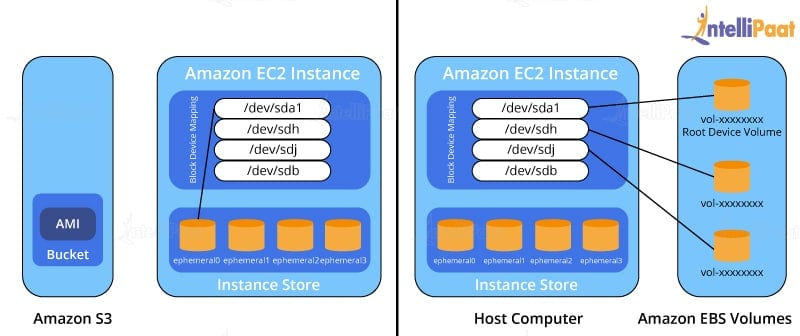 IntelliPaat
Amazon EC2 Instance
Block Device Mapping
/dev/sda1
/dev/sdh
/dev/sdj
/dev/sdb
ephemeral0 ephemeral1 ephemeral2 ephemeral3
Instance Store
AMI
Bucket
Amazon S3
Amazon EC2 Instance
Block Device Mapping
/dev/sda1
/dev/sdh
/dev/sdj
/dev/sdb
ephemeral0 ephemeral1 ephemeral2 ephemeral3
Instance Store
Host Computer
vol-xxxxxxxx
Root Device Volume
vol-xxxxxxxx
vol-xxxxxxxx
Amazon EBS Volumes